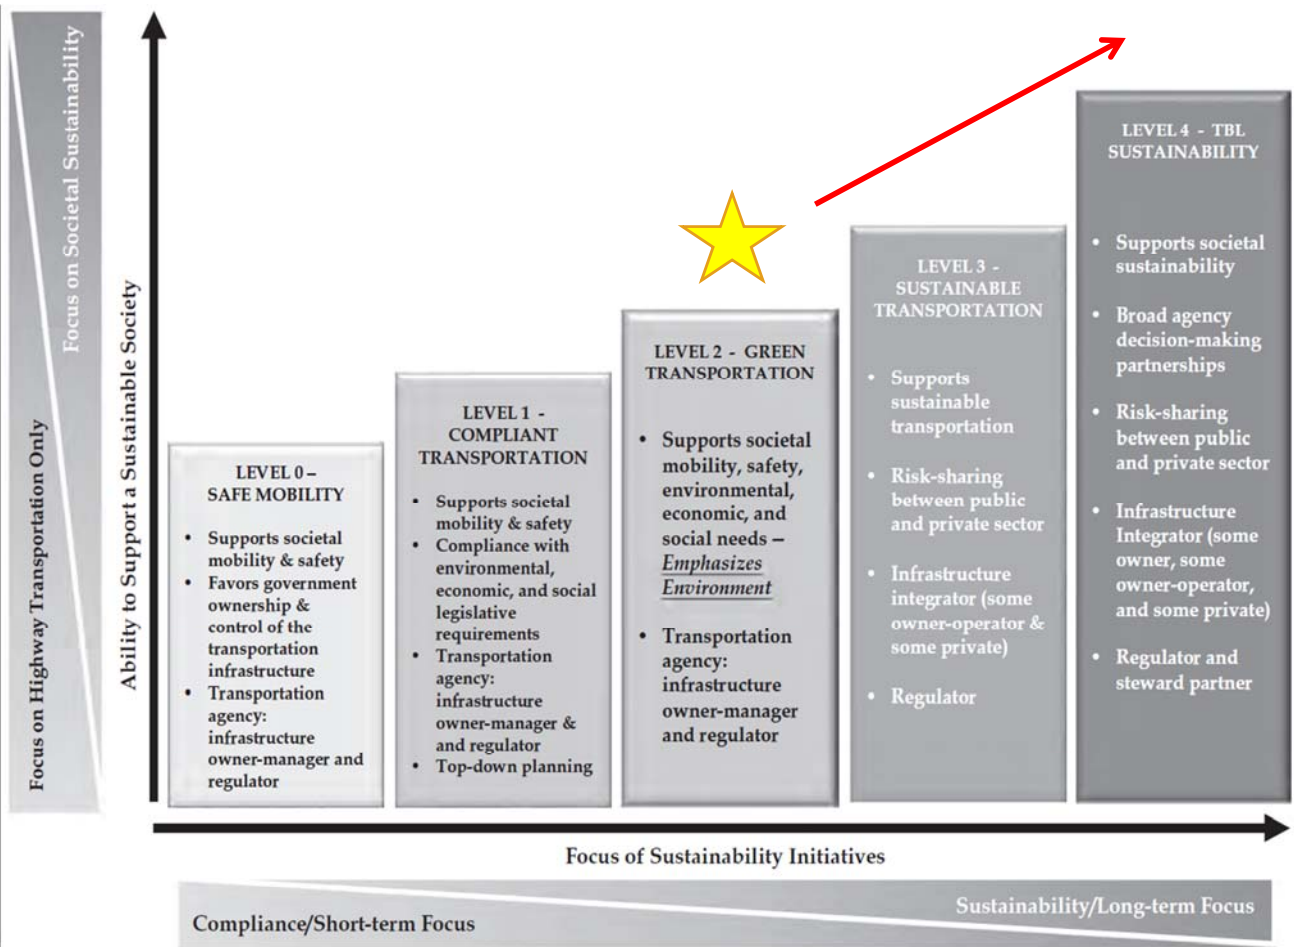 Focus on Societal Sustainability
Focus on Highway Transportation Only
Ability to Support a Sustainable Society
LEVEL 0 –
SAFE MOBILITY
• Supports societal
mobility & safety
• Favors government
ownership &
control of the
transportation
infrastructure
• Transportation
agency:
infrastructure
owner-manager and
regulator
LEVEL 1 -
COMPLIANT
TRANSPORTATION
• Supports societal
mobility & safety
• Compliance with
environmental,
economic, and social
legislative
requirements
• Transportation
agency:
infrastructure
owner-manager &
and regulator
• Top-down planning
LEVEL 2 - GREEN
TRANSPORTATION
• Supports societal
mobility, safety,
environmental,
economic, and
social needs –
Emphasizes
Environment
• Transportation
agency:
infrastructure
owner-manager
and regulator
LEVEL 3 -
SUSTAINABLE
TRANSPORTATION
• Supports
sustainable
transportation
• Risk-sharing
between public
and private sector
• Infrastructure
integrator (some
owner-operator &
some private)
• Regulator
LEVEL 4 - TBL
SUSTAINABILITY
• Supports societal
sustainability
• Broad agency
decision-making
partnerships
• Risk-sharing
between public
and private sector
• Infrastructure
Integrator (some
owner, some
owner-operator,
and some private)
• Regulator and
steward partner
Focus of Sustainability Initiatives
Compliance/Short-term Focus
Sustainability/Long-term Focus